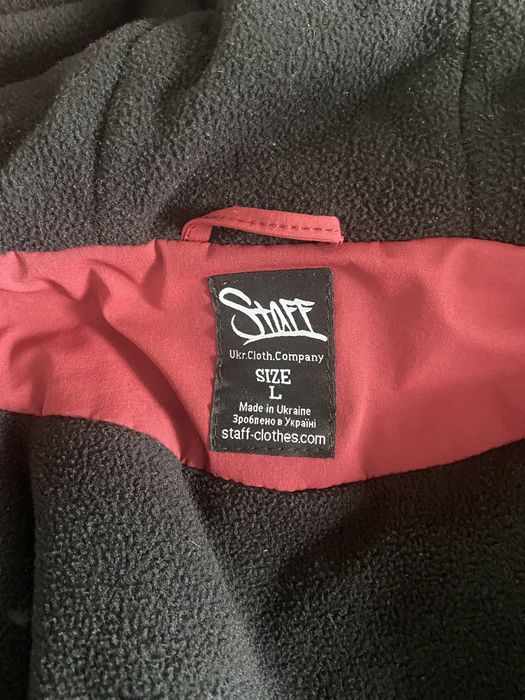 STAFF
Ukr.Cloth.Company
SIZE
L
Made in Ukraine
Зроблено в Україні
staff-clothes.com